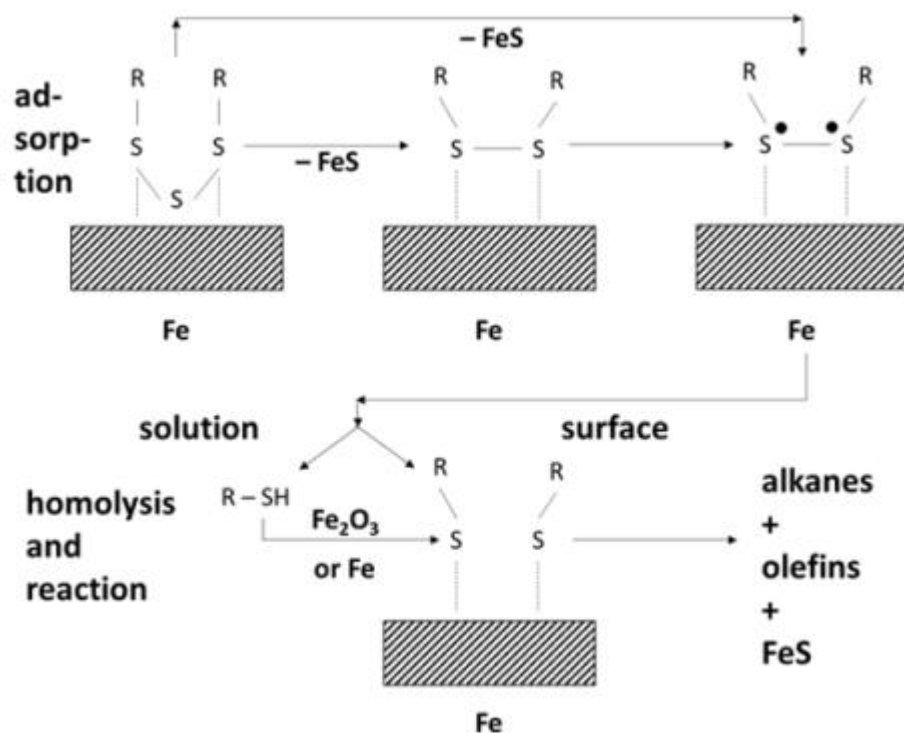 – FeS
R R
R R
R R
ad-
sorp-
tion
S S
– FeS
S S
S S
S
Fe
Fe
Fe
solution
surface
homolysis
and
reaction
R – SH
Fe₂O₃
or Fe
R R
S S
alkanes
+
olefins
+
FeS
Fe